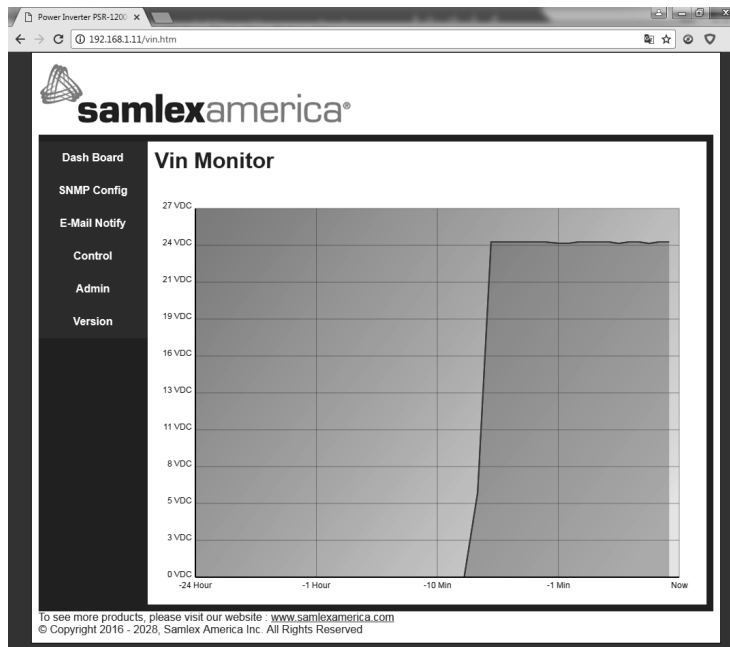 Power Inverter PSR-1200
192.168.1.11/vin.htm
samlexamerica®
Dash Board
SNMP Config
E-Mail Notify
Control
Admin
Version
Vin Monitor
27 VDC
24 VDC
21 VDC
19 VDC
16 VDC
13 VDC
11 VDC
8 VDC
5 VDC
3 VDC
0 VDC
-24 Hour -1 Hour -10 Min -1 Min Now
To see more products, please visit our website : www.samlexamerica.com
© Copyright 2016 - 2028, Samlex America Inc. All Rights Reserved